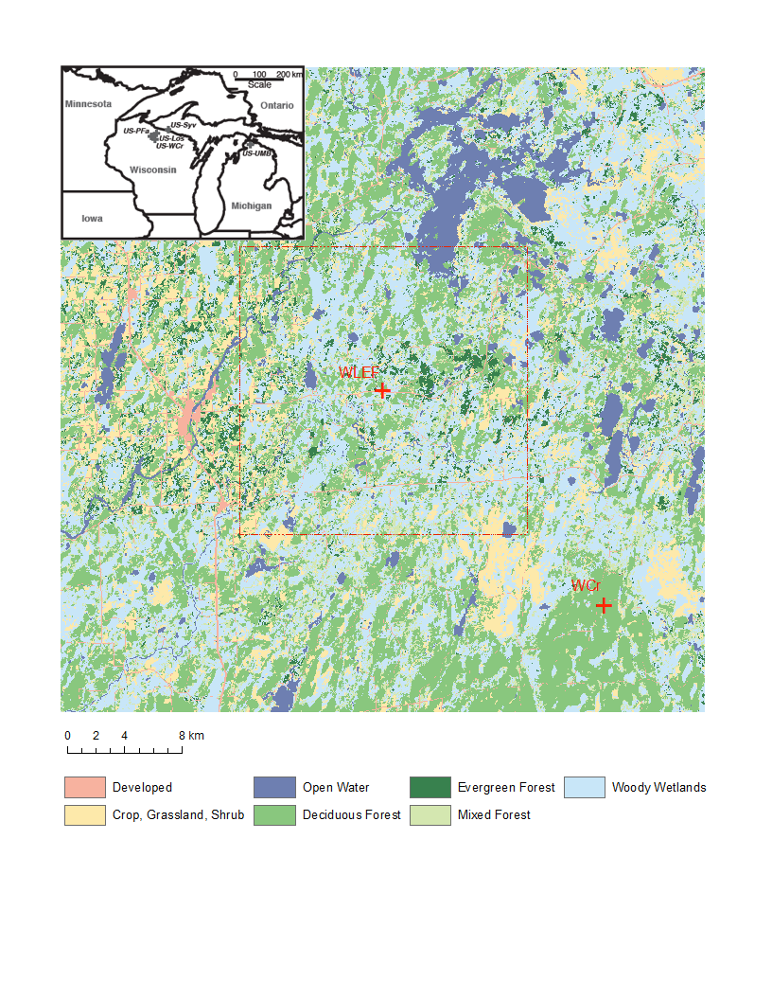 0 100 200 km
Scale
Minnesota
Ontario
US-Syv
US-PFa
US-Los
US-WCr
US-UMB
Wisconsin
Michigan
Iowa
WLEF
WCr
0 2 4 8 km
Developed
Open Water
Evergreen Forest
Woody Wetlands
Crop, Grassland, Shrub
Deciduous Forest
Mixed Forest